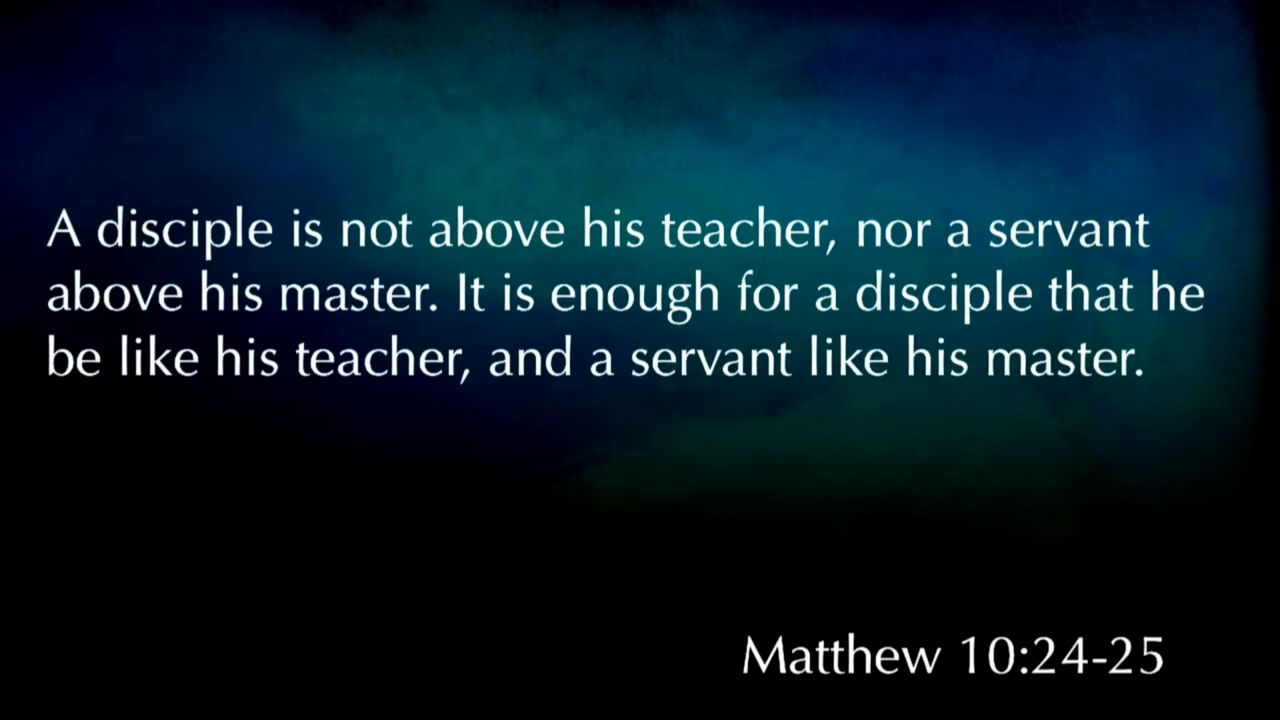 A disciple is not above his teacher, nor a servant
above his master. It is enough for a disciple that he
be like his teacher, and a servant like his master.
Matthew 10:24-25